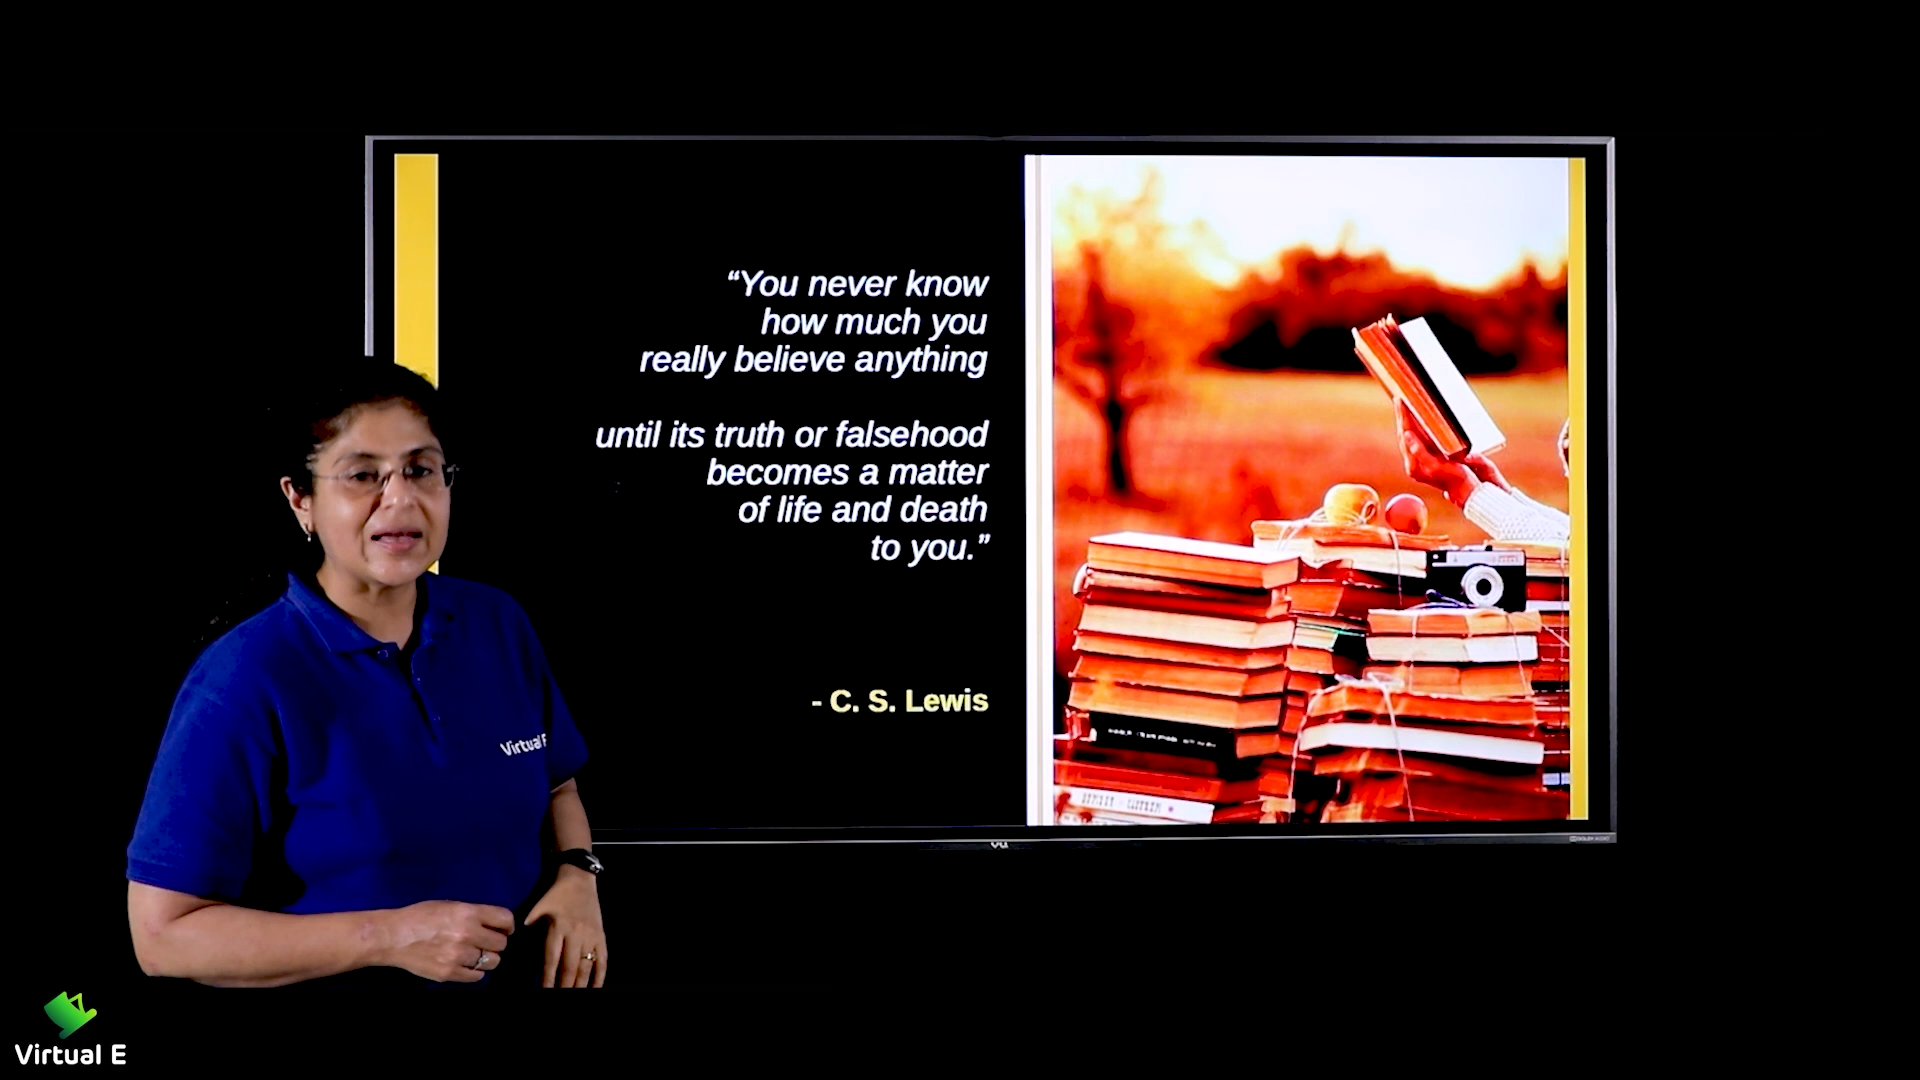 “You never know
how much you
really believe anything
until its truth or falsehood
becomes a matter
of life and death
to you.”
- C. S. Lewis
Virtual E
Virtual E